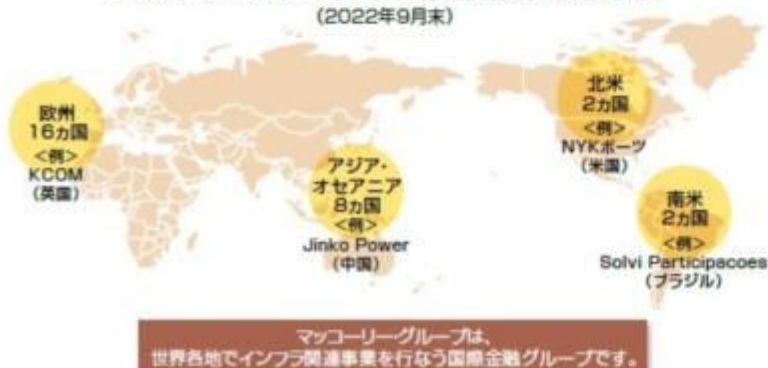 (2022年9月末)
欧州
16ヵ国
<例>
KCOM
(英国)
アジア・
オセアニア
8ヵ国
<例>
Jinko Power
(中国)
北米
2ヵ国
<例>
NYKポーツ
(米国)
南米
2ヵ国
<例>
Solvi Participacoes
(ブラジル)
マッコーリーグループは、
世界各地でインフラ関連事業を行なう国際金融グループです。